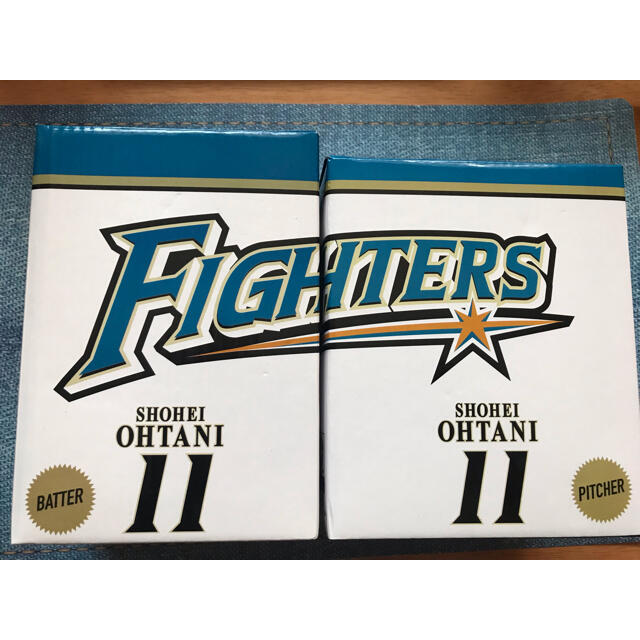 FIGHTERS
SHOHEI
OHTANI
11
BATTER
SHOHEI
OHTANI
11
PITCHER